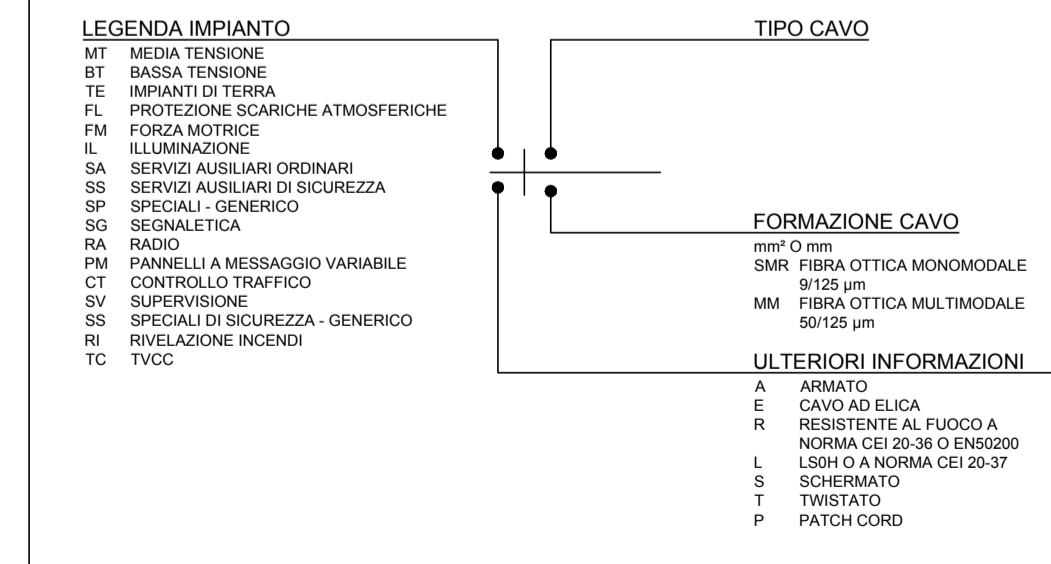 LEGENDA IMPIANTO
MT MEDIA TENSIONE
BT BASSA TENSIONE
TE IMPIANTI DI TERRA
FL PROTEZIONE SCARICHE ATMOSFERICHE
FM FORZA MOTRICE
IL ILLUMINAZIONE
SA SERVIZI AUSILIARI ORDINARI
SS SERVIZI AUSILIARI DI SICUREZZA
SP SPECIALI - GENERICO
SG SEGNALETICA
RA RADIO
PM PANNELLI A MESSAGGIO VARIABILE
CT CONTROLLO TRAFFICO
SV SUPERVISIONE
SS SPECIALI DI SICUREZZA - GENERICO
RI RIVELAZIONE INCENDI
TC TVCC
TIPO CAVO
FORMAZIONE CAVO
mm² O mm
SMR FIBRA OTTICA MONOMODALE
9/125 µm
MM FIBRA OTTICA MULTIMODALE
50/125 µm
ULTERIORI INFORMAZIONI
A ARMATO
E CAVO AD ELICA
R RESISTENTE AL FUOCO A
NORMA CEI 20-36 O EN50200
L LS0H O A NORMA CEI 20-37
S SCHERMATO
T TWISTATO
P PATCH CORD